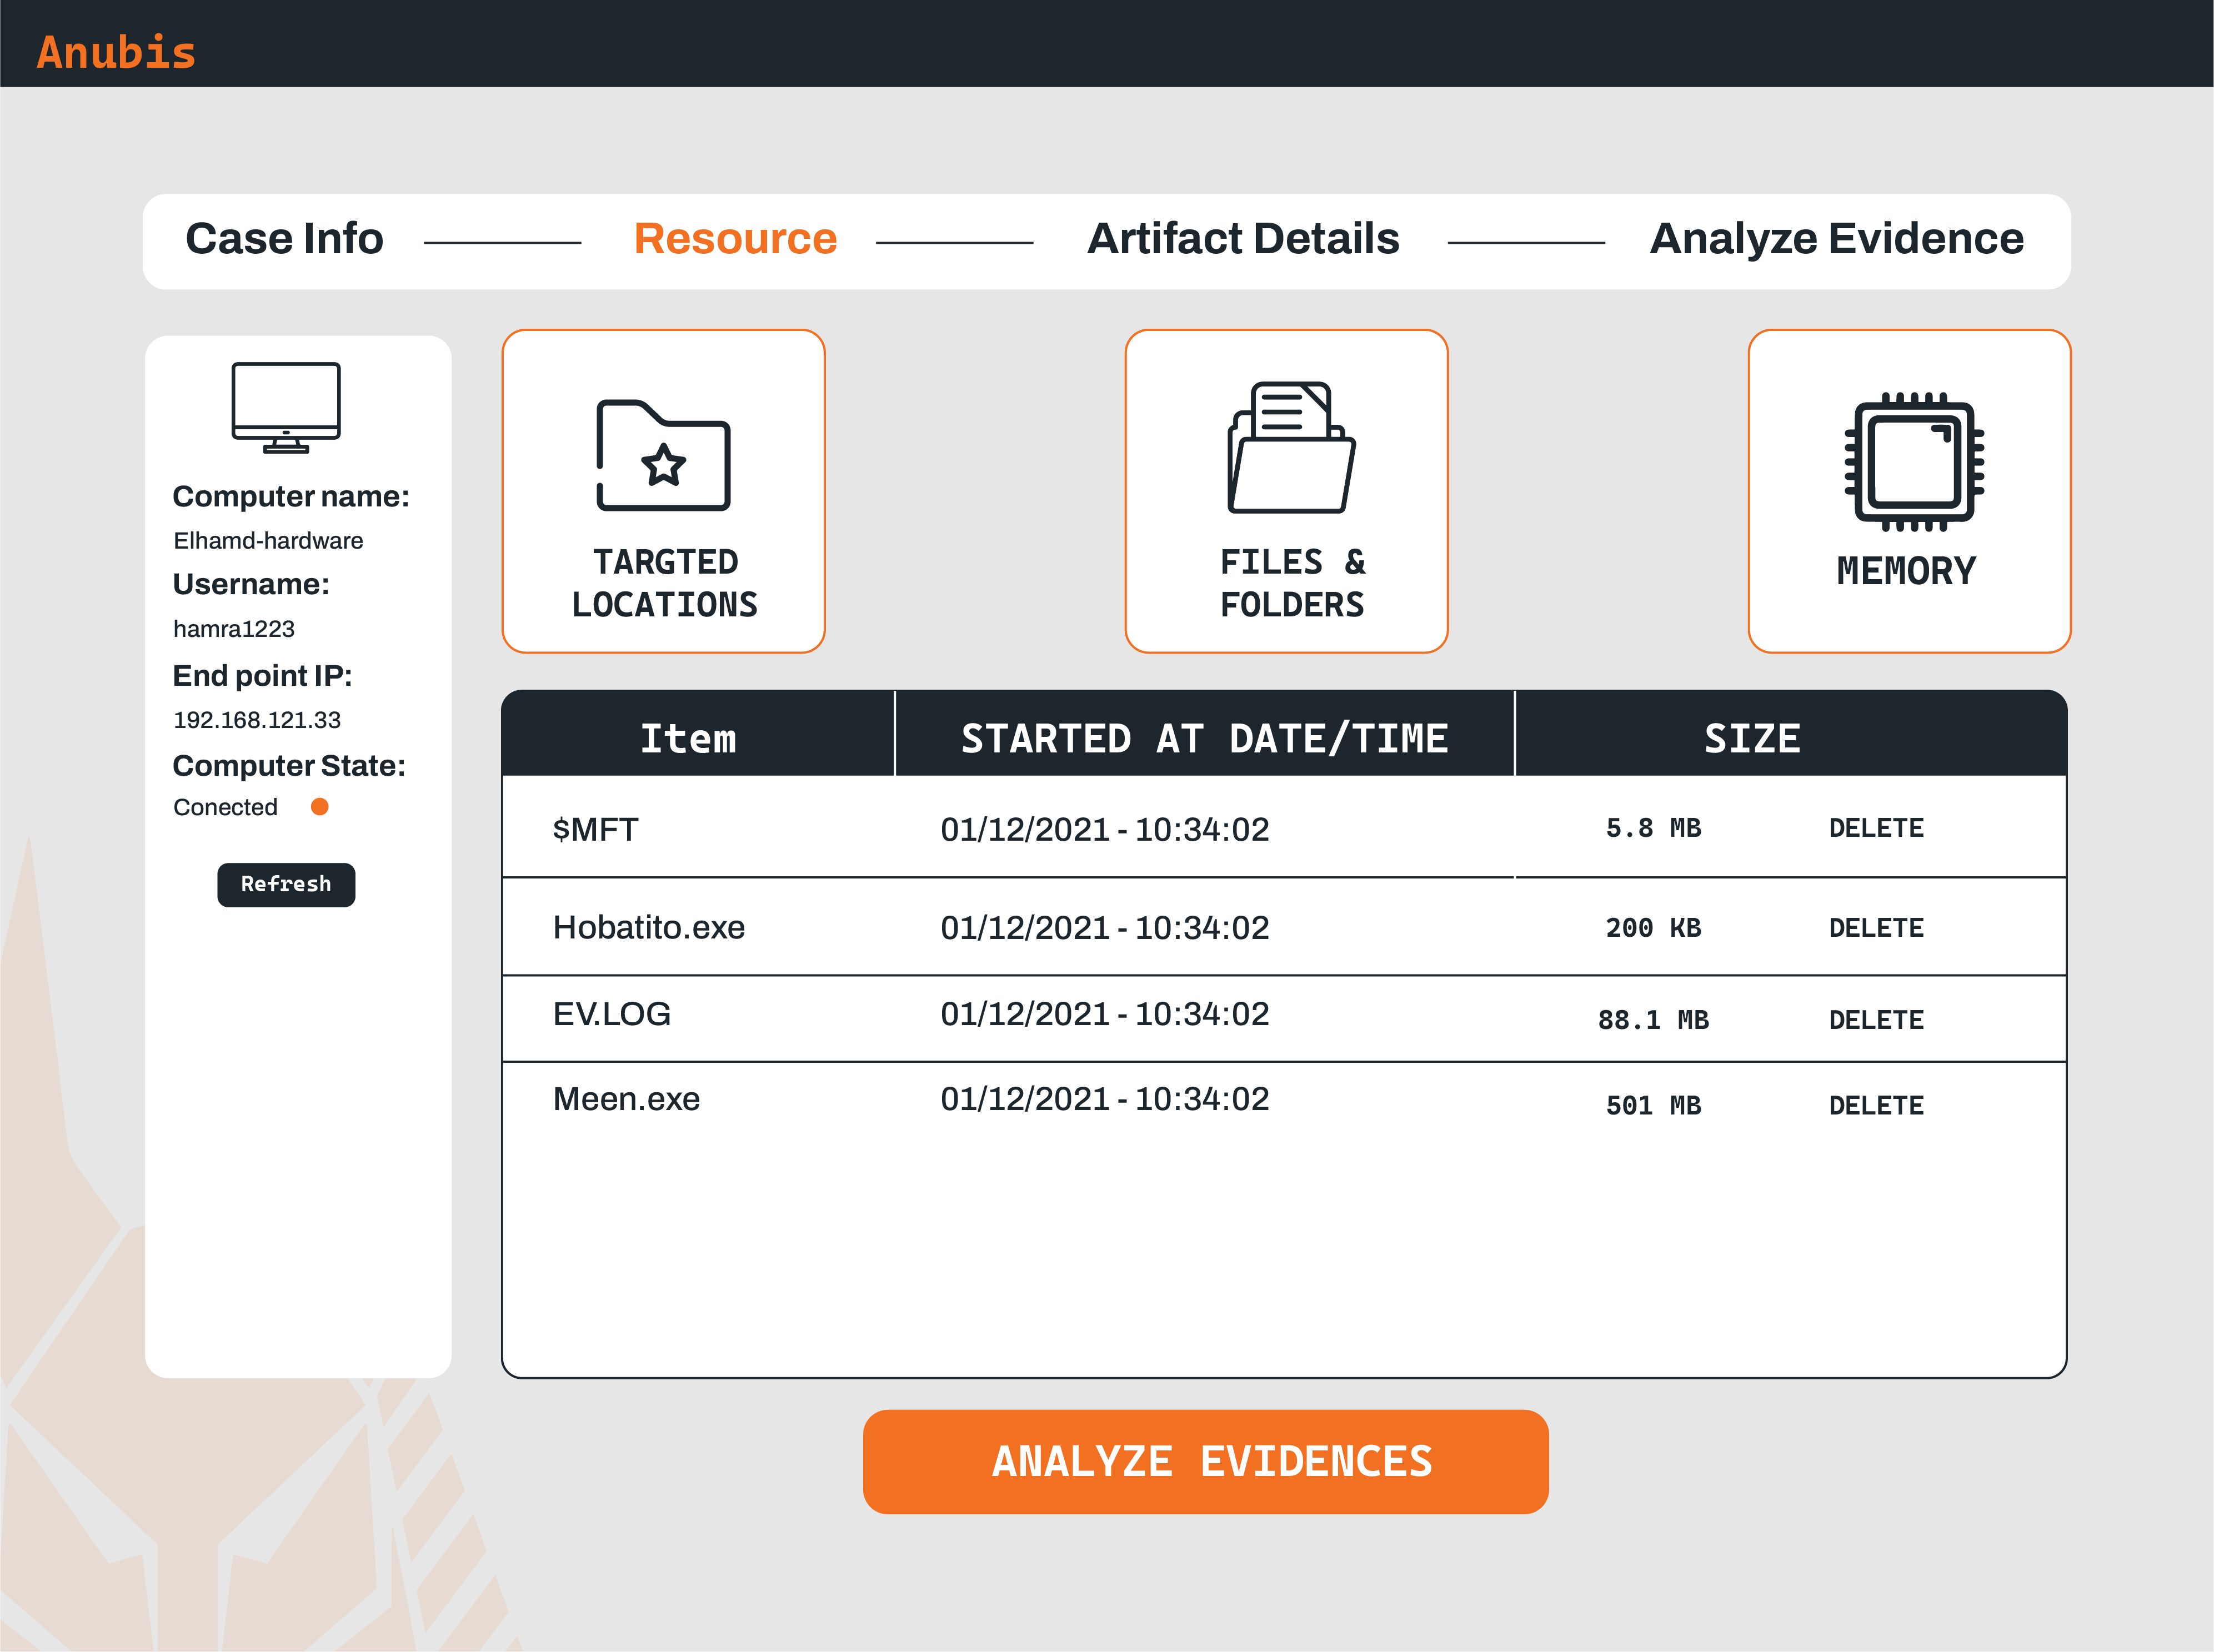 Anubis
Case Info
Resource
Artifact Details
Analyze Evidence
Computer name:
Elhamd-hardware
Username:
hamra1223
End point IP:
192.168.121.33
Computer State:
Conected
Refresh
TARGTED
LOCATIONS
FILES &
FOLDERS
MEMORY
Item STARTED AT DATE/TIME SIZE
$MFT 01/12/2021 - 10:34:02 5.8 MB DELETE
Hobatito.exe 01/12/2021 - 10:34:02 200 KB DELETE
EV.LOG 01/12/2021 - 10:34:02 88.1 MB DELETE
Meen.exe 01/12/2021 - 10:34:02 501 MB DELETE
ANALYZE EVIDENCES